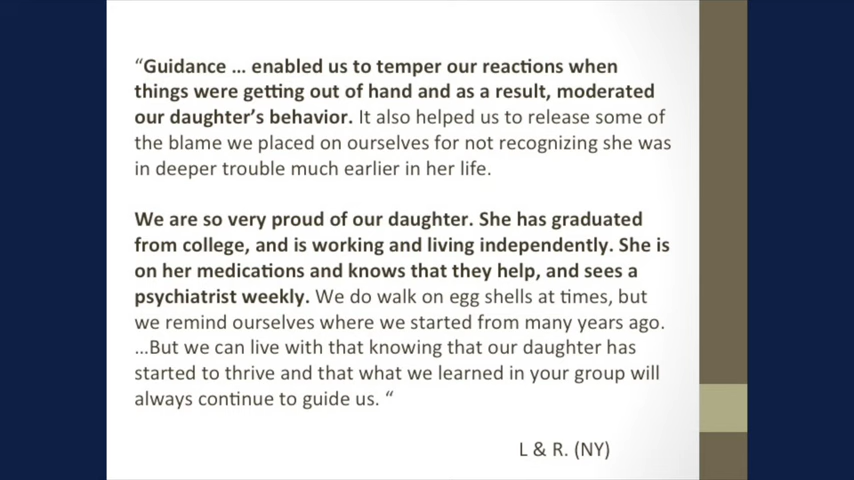 “Guidance … enabled us to temper our reactions when
things were getting out of hand and as a result, moderated
our daughter’s behavior. It also helped us to release some of
the blame we placed on ourselves for not recognizing she was
in deeper trouble much earlier in her life.
We are so very proud of our daughter. She has graduated
from college, and is working and living independently. She is
on her medications and knows that they help, and sees a
psychiatrist weekly. We do walk on egg shells at times, but
we remind ourselves where we started from many years ago.
…But we can live with that knowing that our daughter has
started to thrive and that what we learned in your group will
always continue to guide us. “
L & R. (NY)